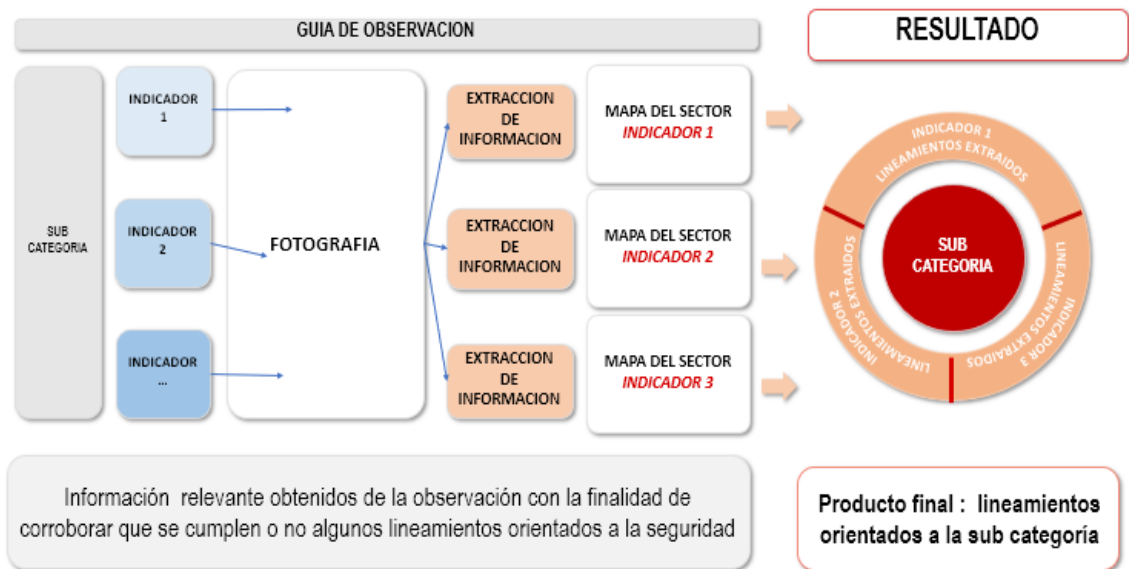 GUIA DE OBSERVACION
RESULTADO
SUB
CATEGORIA
INDICADOR
1
INDICADOR
2
INDICADOR
...
FOTOGRAFIA
EXTRACCION
DE
INFORMACION
EXTRACCION
DE
INFORMACION
EXTRACCION
DE
INFORMACION
MAPA DEL SECTOR
INDICADOR 1
MAPA DEL SECTOR
INDICADOR 2
MAPA DEL SECTOR
INDICADOR 3
INDICADOR 1
LINEAMIENTOS EXTRAIDOS
INDICADOR 2
LINEAMIENTOS EXTRAIDOS
INDICADOR 3
LINEAMIENTOS EXTRAIDOS
SUB
CATEGORIA
Información relevante obtenidos de la observación con la finalidad de
corroborar que se cumplen o no algunos lineamientos orientados a la seguridad
Producto final : lineamientos
orientados a la sub categoría